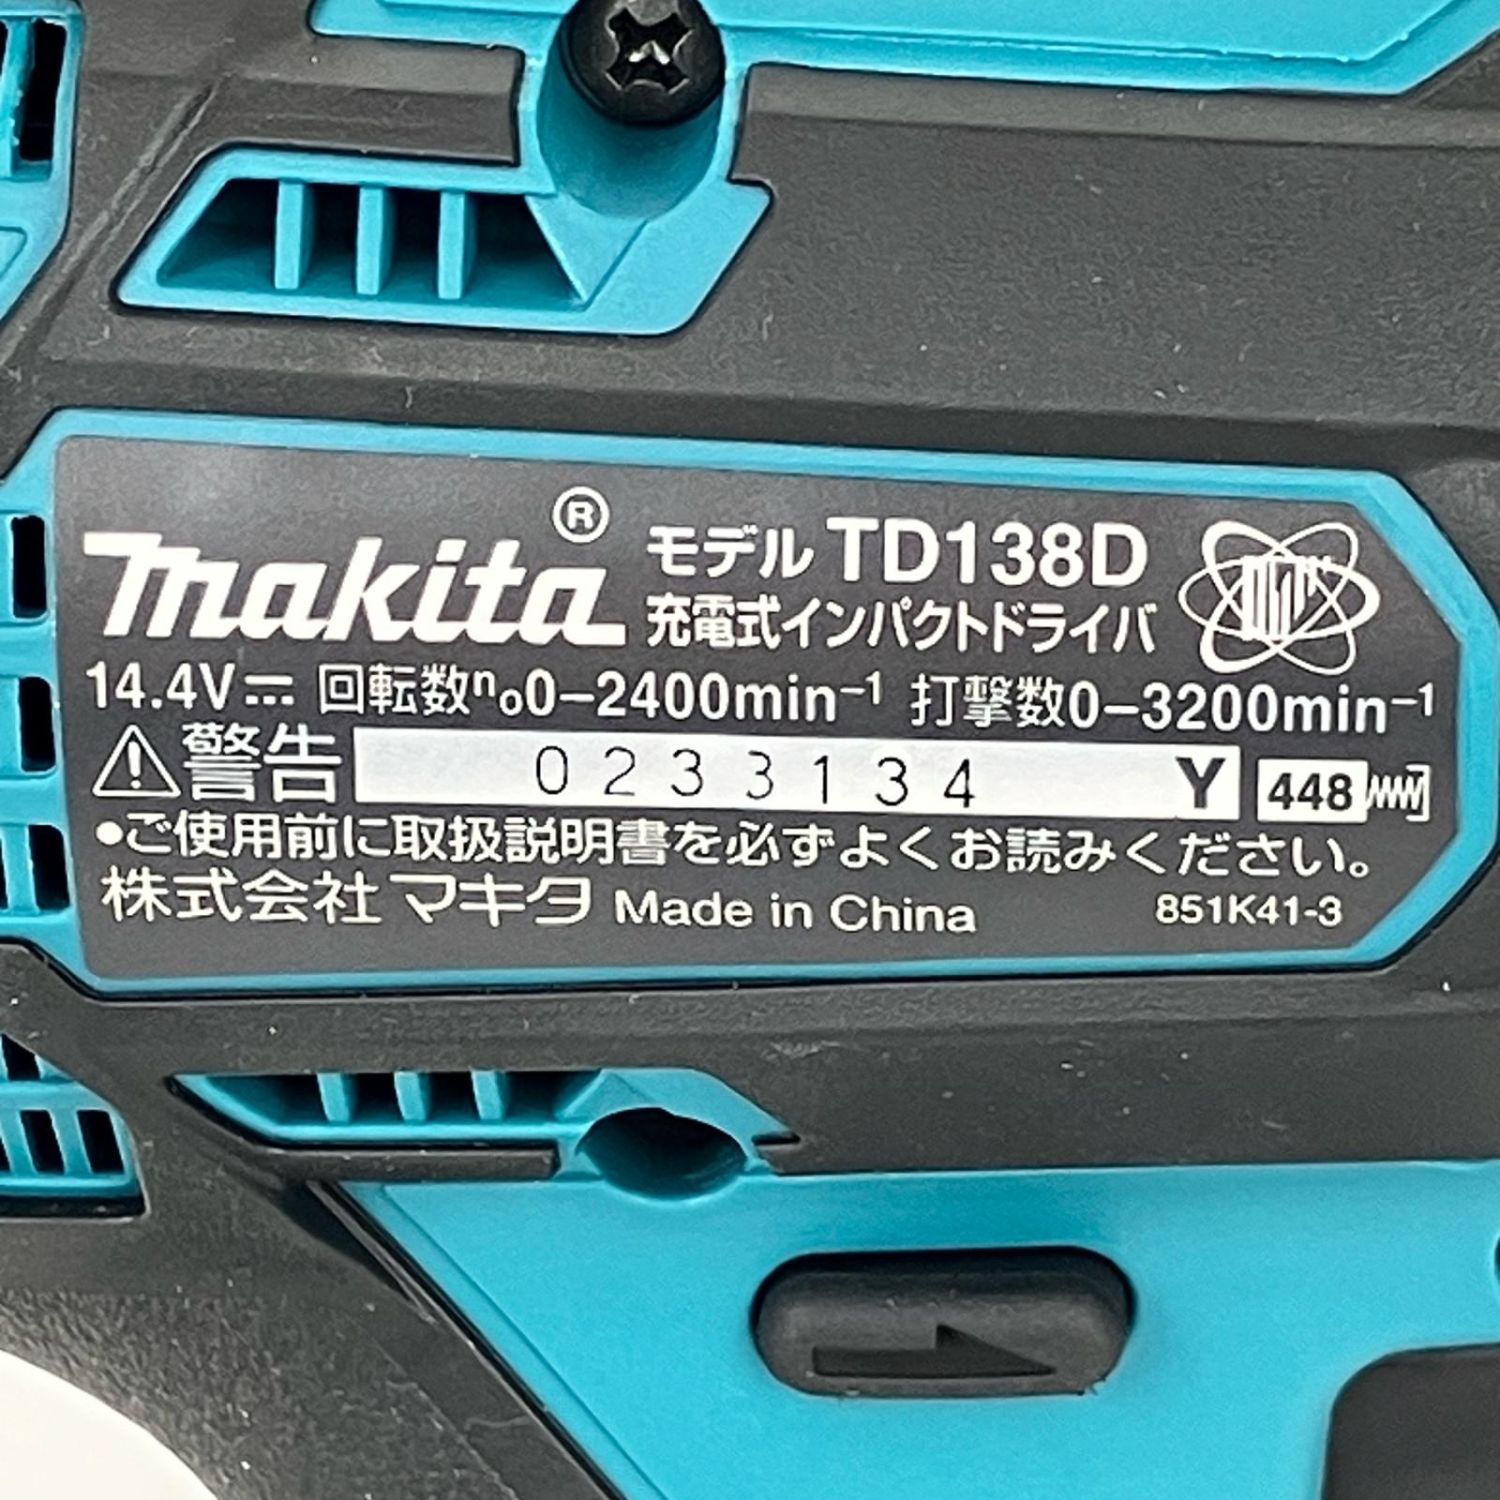 makita® モデル TD138D
充電式インパクトドライバ
14.4V⎓ 回転数n₀0−2400min⁻¹ 打撃数0−3200min⁻¹
⚠警告 0233134 Y 448
●ご使用前に取扱説明書を必ずよくお読みください。
株式会社マキタ Made in China 851K41-3